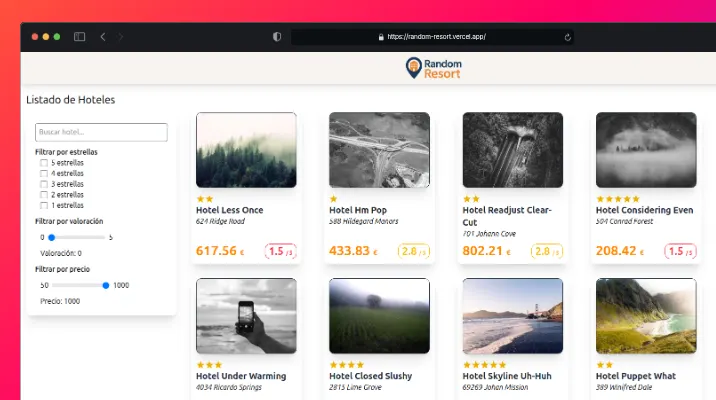 https://random-resort.vercel.app/
Random
Resort
Listado de Hoteles
Buscar hotel...
Filtrar por estrellas
5 estrellas
4 estrellas
3 estrellas
2 estrellas
1 estrellas
Filtrar por valoración
0 5
Valoración: 0
Filtrar por precio
50 1000
Precio: 1000
Hotel Less Once
624 Ridge Road
617.56 €
1.5 /5
Hotel Hm Pop
588 Hildegard Manors
433.83 €
2.8 /5
Hotel Readjust Clear-
Cut
701 Johann Cove
802.21 €
2.8 /5
Hotel Considering Even
504 Conrad Forest
208.42 €
1.5 /5
Hotel Under Warming
4034 Ricardo Springs
Hotel Closed Slushy
2815 Lime Grove
Hotel Skyline Uh-Huh
69269 Johan Mission
Hotel Puppet What
389 Winifred Dale